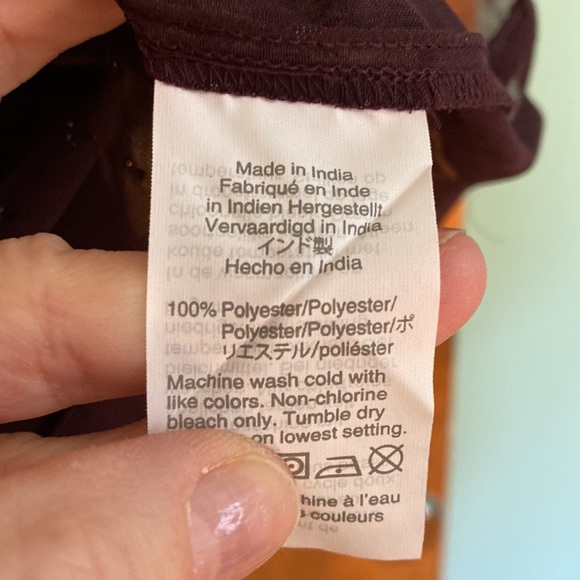 Made in India
Fabriqué en Inde
in Indien Hergestellt
Vervaardigd in India
インド製
Hecho en India
100% Polyester/Polyester/
Polyester/Polyester/ポ
リエステル/poliéster
Machine wash cold with
like colors. Non-chlorine
bleach only. Tumble dry
on lowest setting.
hine à l'eau
couleurs